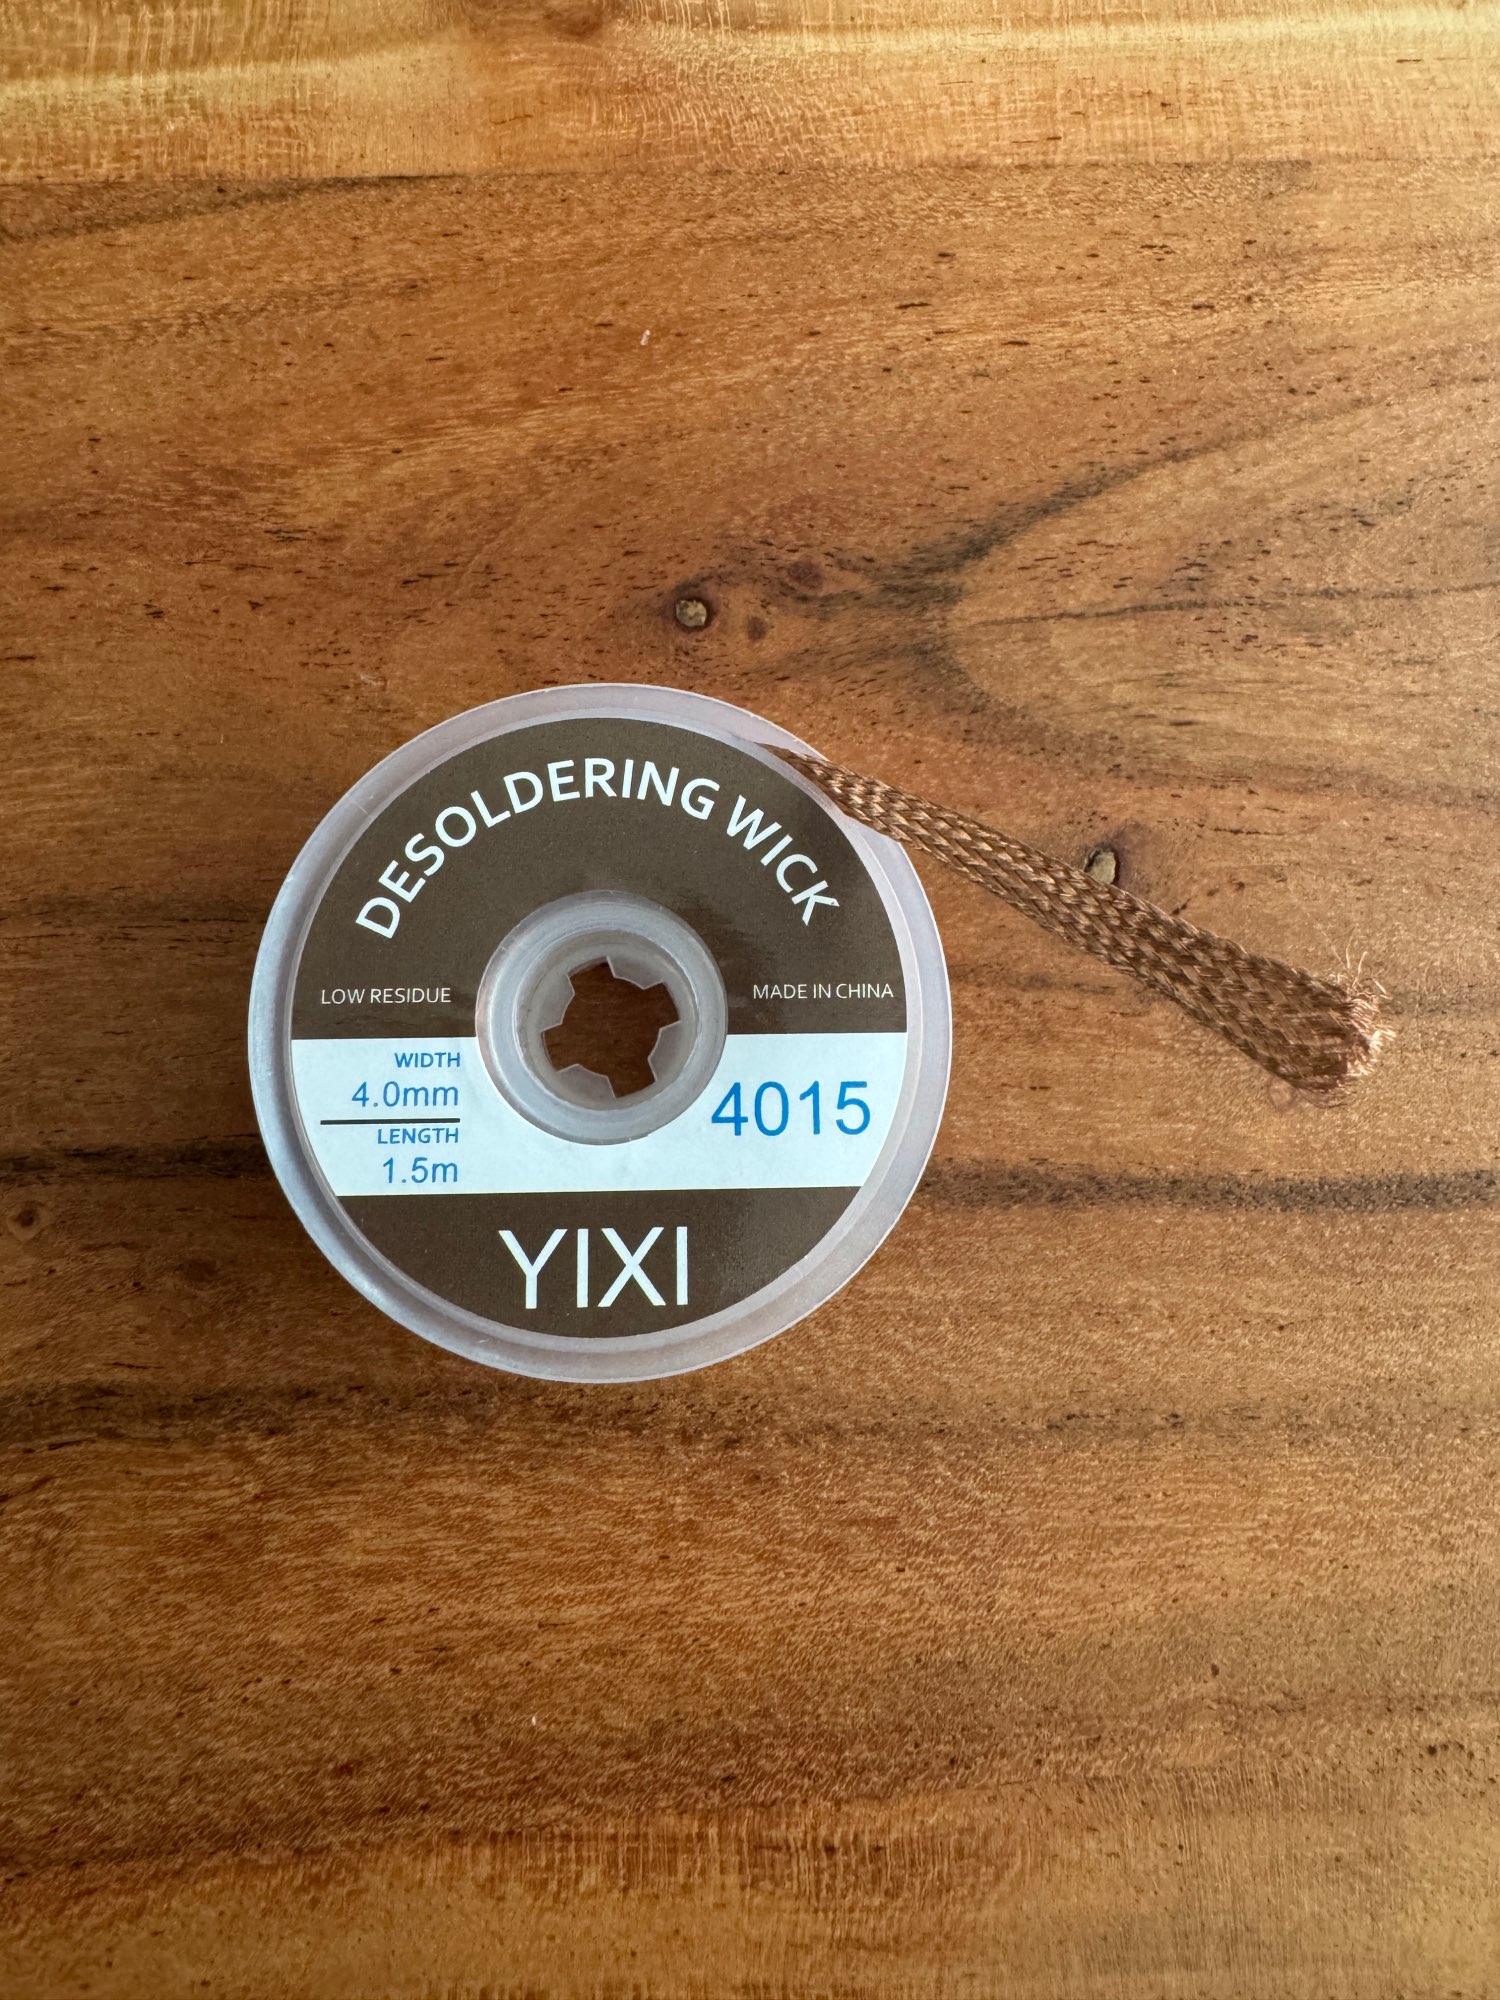 DESOLDERING WICK
LOW RESIDUE
MADE IN CHINA
WIDTH
4.0mm
LENGTH
1.5m
4015
YIXI